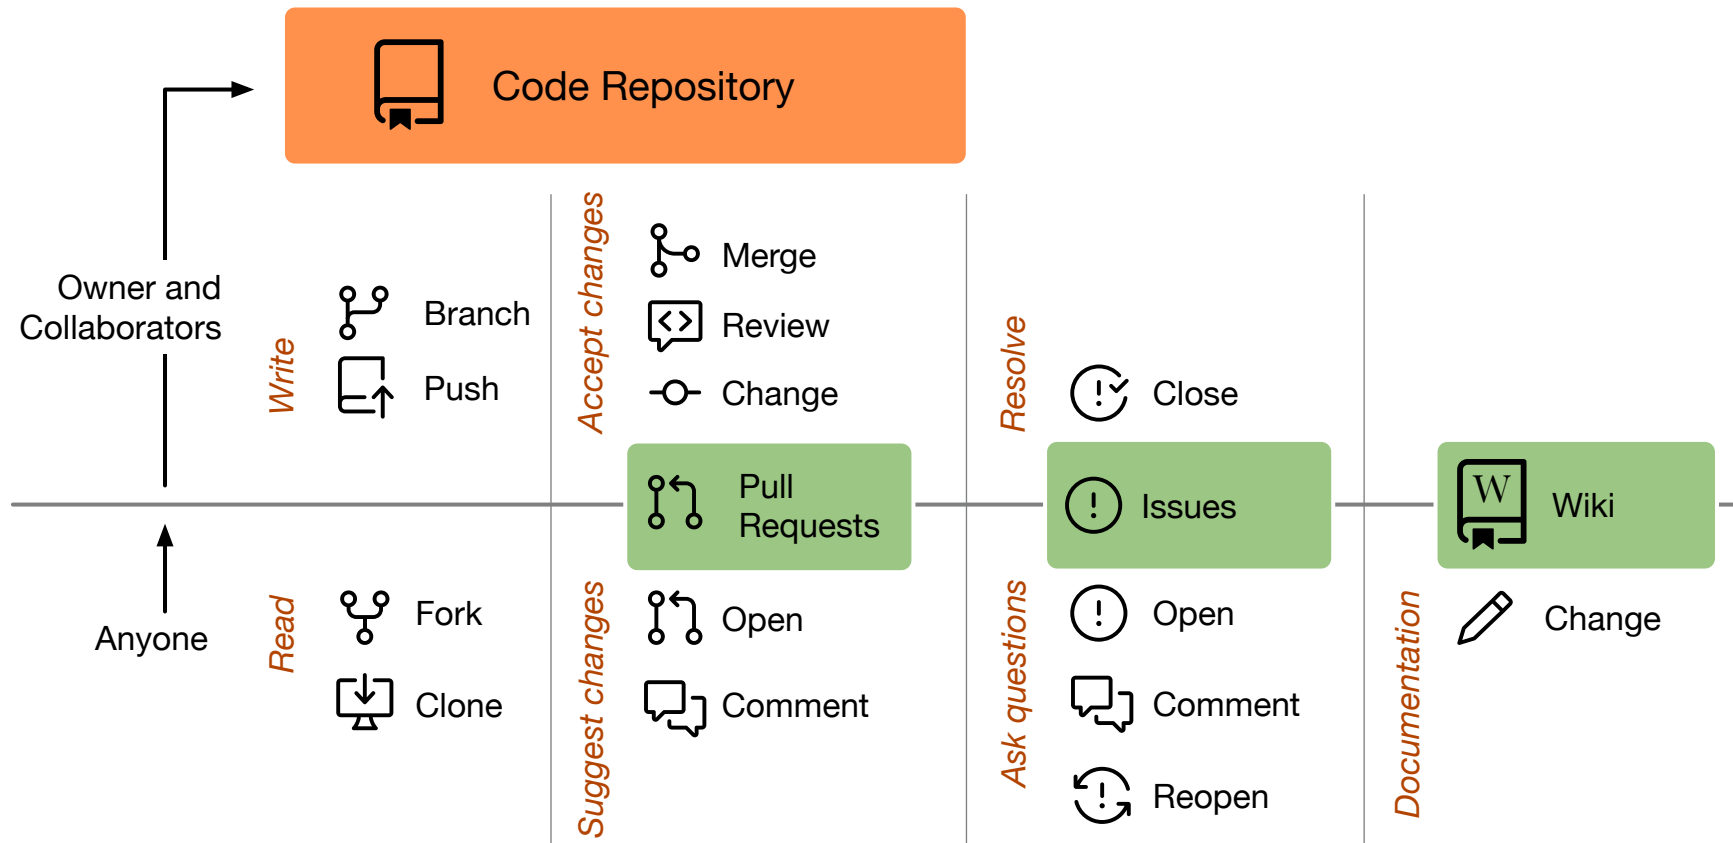 Code Repository
Owner and
Collaborators
Write
Branch
Push
Accept changes
Merge
Review
Change
Resolve
Close
Pull
Requests
Issues
W
Wiki
Anyone
Read
Fork
Clone
Suggest changes
Open
Comment
Ask questions
Open
Comment
Reopen
Documentation
Change